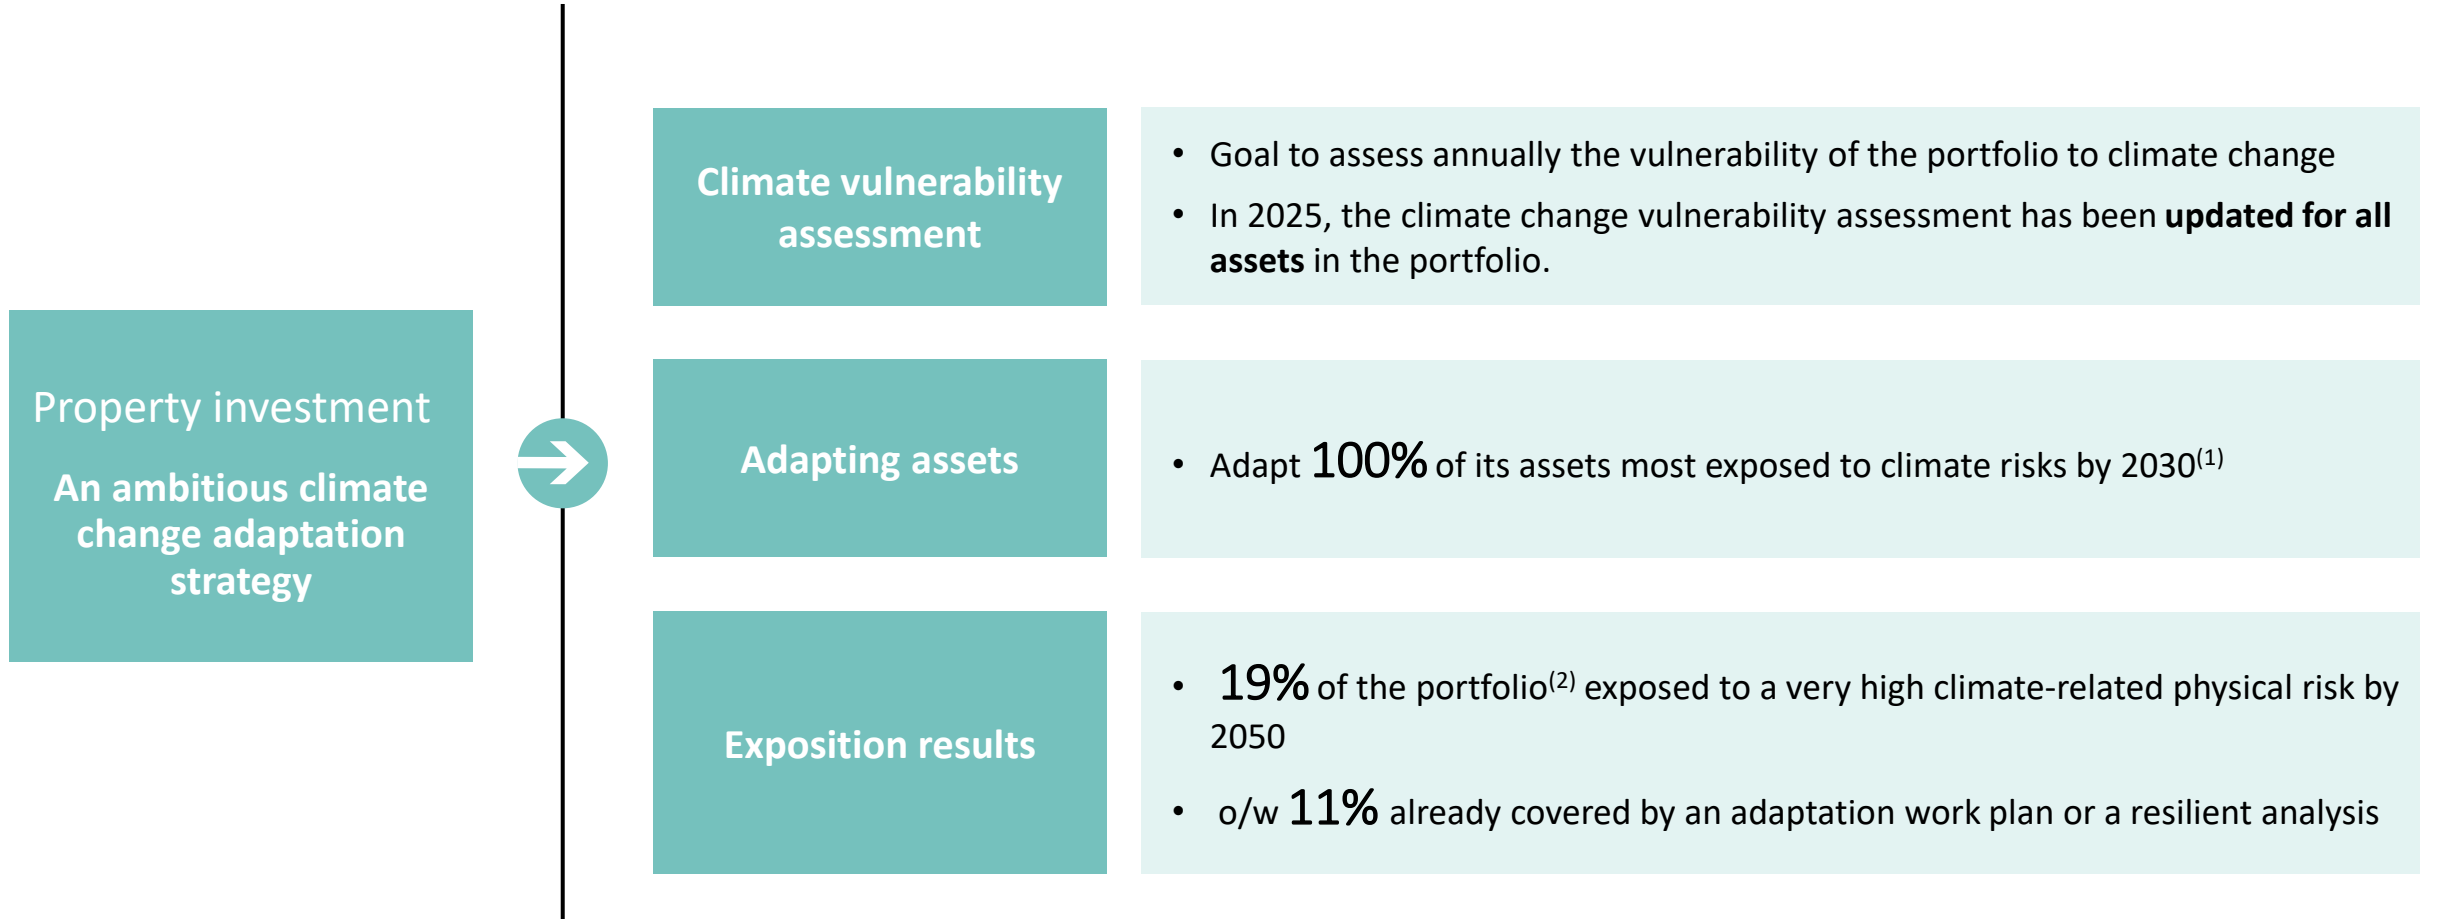 Property investment
An ambitious climate
change adaptation
strategy
Climate vulnerability
assessment
• Goal to assess annually the vulnerability of the portfolio to climate change
• In 2025, the climate change vulnerability assessment has been updated for all
assets in the portfolio.
Adapting assets
• Adapt 100% of its assets most exposed to climate risks by 2030(1)
Exposition results
• 19% of the portfolio(2) exposed to a very high climate-related physical risk by
2050
• o/w 11% already covered by an adaptation work plan or a resilient analysis